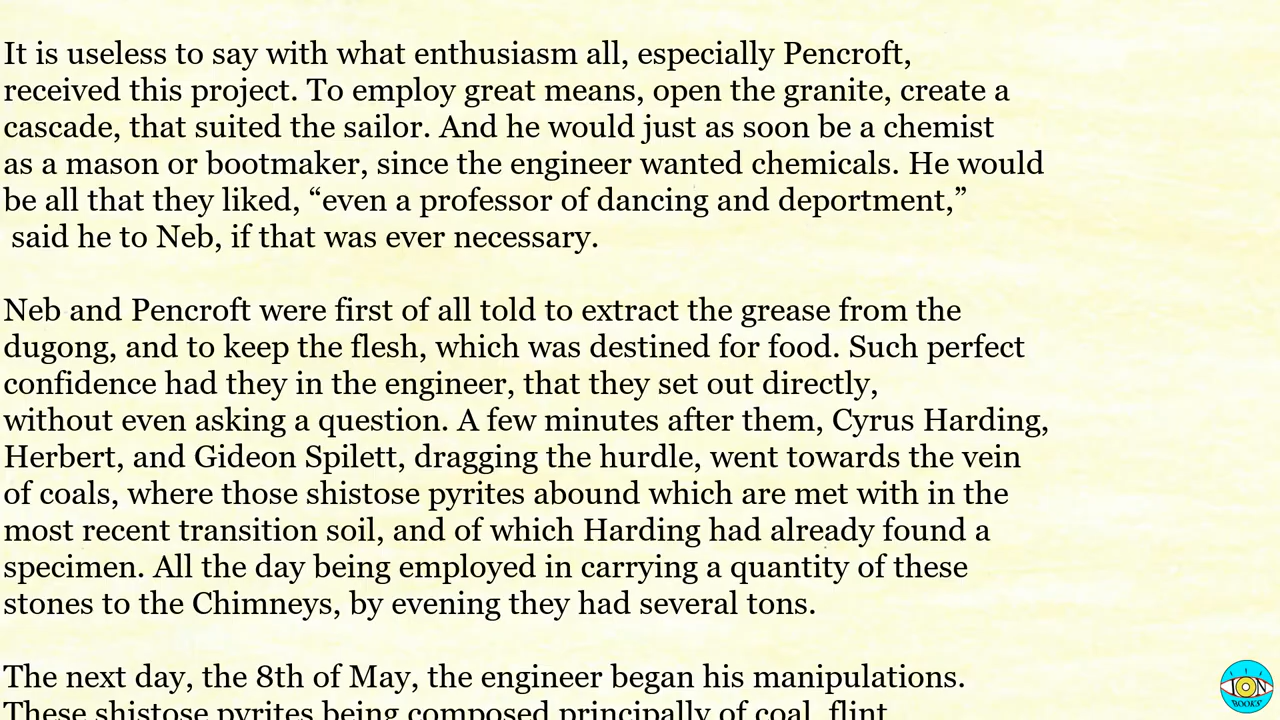 It is useless to say with what enthusiasm all, especially Pencroft,
received this project. To employ great means, open the granite, create a
cascade, that suited the sailor. And he would just as soon be a chemist
as a mason or bootmaker, since the engineer wanted chemicals. He would
be all that they liked, “even a professor of dancing and deportment,”
said he to Neb, if that was ever necessary.
Neb and Pencroft were first of all told to extract the grease from the
dugong, and to keep the flesh, which was destined for food. Such perfect
confidence had they in the engineer, that they set out directly,
without even asking a question. A few minutes after them, Cyrus Harding,
Herbert, and Gideon Spilett, dragging the hurdle, went towards the vein
of coals, where those shistose pyrites abound which are met with in the
most recent transition soil, and of which Harding had already found a
specimen. All the day being employed in carrying a quantity of these
stones to the Chimneys, by evening they had several tons.
The next day, the 8th of May, the engineer began his manipulations.
These shistose pyrites being composed principally of coal, flint,
ION
BOOKS